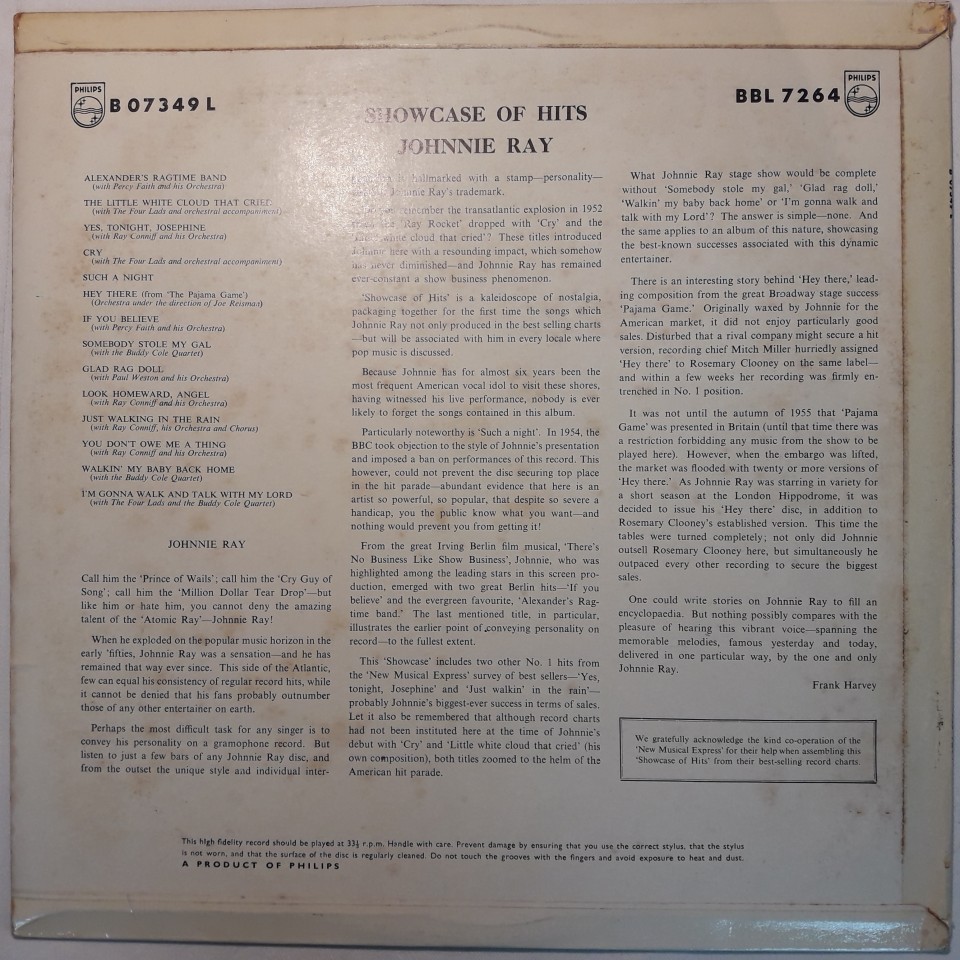 PHILIPS
B 07349 L
SHOWCASE OF HITS
JOHNNIE RAY
BBL 7264
PHILIPS
ALEXANDER'S RAGTIME BAND
(with Percy Faith and his Orchestra)
THE LITTLE WHITE CLOUD THAT CRIED
(with The Four Lads and orchestral accompaniment)
YES, TONIGHT, JOSEPHINE
(with Ray Conniff and his Orchestra)
CRY
(with The Four Lads and orchestral accompaniment)
SUCH A NIGHT
HEY THERE (from 'The Pajama Game')
(Orchestra under the direction of Joe Reisman)
IF YOU BELIEVE
(with Percy Faith and his Orchestra)
SOMEBODY STOLE MY GAL
(with the Buddy Cole Quartet)
GLAD RAG DOLL
(with Paul Weston and his Orchestra)
LOOK HOMEWARD, ANGEL
(with Ray Conniff and his Orchestra)
JUST WALKING IN THE RAIN
(with Ray Conniff, his Orchestra and Chorus)
YOU DON'T OWE ME A THING
(with Ray Conniff and his Orchestra)
WALKIN' MY BABY BACK HOME
(with the Buddy Cole Quartet)
I'M GONNA WALK AND TALK WITH MY LORD
(with The Four Lads and the Buddy Cole Quartet)
JOHNNIE RAY
Call him the 'Prince of Wails'; call him the 'Cry Guy of
Song'; call him the 'Million Dollar Tear Drop'—but
like him or hate him, you cannot deny the amazing
talent of the 'Atomic Ray'—Johnnie Ray!
When he exploded on the popular music horizon in the
early 'fifties, Johnnie Ray was a sensation—and he has
remained that way ever since. This side of the Atlantic,
few can equal his consistency of regular record hits, while
it cannot be denied that his fans probably outnumber
those of any other entertainer on earth.
Perhaps the most difficult task for any singer is to
convey his personality on a gramophone record. But
listen to just a few bars of any Johnnie Ray disc, and
from the outset the unique style and individual inter-
is hallmarked with a stamp—personality—
Johnnie Ray's trademark.
remember the transatlantic explosion in 1952
'Ray Rocket' dropped with 'Cry' and the
white cloud that cried'? These titles introduced
Johnnie here with a resounding impact, which somehow
has never diminished—and Johnnie Ray has remained
ever-constant a show business phenomenon.
'Showcase of Hits' is a kaleidoscope of nostalgia,
packaging together for the first time the songs which
Johnnie Ray not only produced in the best selling charts
—but will be associated with him in every locale where
pop music is discussed.
Because Johnnie has for almost six years been the
most frequent American vocal idol to visit these shores,
having witnessed his live performance, nobody is ever
likely to forget the songs contained in this album.
Particularly noteworthy is 'Such a night'. In 1954, the
BBC took objection to the style of Johnnie's presentation
and imposed a ban on performances of this record. This
however, could not prevent the disc securing top place
in the hit parade—abundant evidence that here is an
artist so powerful, so popular, that despite so severe a
handicap, you the public know what you want—and
nothing would prevent you from getting it!
From the great Irving Berlin film musical, 'There's
No Business Like Show Business', Johnnie, who was
highlighted among the leading stars in this screen pro-
duction, emerged with two great Berlin hits—'If you
believe' and the evergreen favourite, 'Alexander's Rag-
time band.' The last mentioned title, in particular,
illustrates the earlier point of conveying personality on
record—to the fullest extent.
This 'Showcase' includes two other No. 1 hits from
the 'New Musical Express' survey of best sellers—'Yes,
tonight, Josephine' and 'Just walkin' in the rain'—
probably Johnnie's biggest-ever success in terms of sales.
Let it also be remembered that although record charts
had not been instituted here at the time of Johnnie's
debut with 'Cry' and 'Little white cloud that cried' (his
own composition), both titles zoomed to the helm of the
American hit parade.
What Johnnie Ray stage show would be complete
without 'Somebody stole my gal,' 'Glad rag doll,'
'Walkin' my baby back home' or 'I'm gonna walk and
talk with my Lord'? The answer is simple—none. And
the same applies to an album of this nature, showcasing
the best-known successes associated with this dynamic
entertainer.
There is an interesting story behind 'Hey there,' lead-
ing composition from the great Broadway stage success
'Pajama Game.' Originally waxed by Johnnie for the
American market, it did not enjoy particularly good
sales. Disturbed that a rival company might secure a hit
version, recording chief Mitch Miller hurriedly assigned
'Hey there' to Rosemary Clooney on the same label—
and within a few weeks her recording was firmly en-
trenched in No. 1 position.
It was not until the autumn of 1955 that 'Pajama
Game' was presented in Britain (until that time there was
a restriction forbidding any music from the show to be
played here). However, when the embargo was lifted,
the market was flooded with twenty or more versions of
'Hey there.' As Johnnie Ray was starring in variety for
a short season at the London Hippodrome, it was
decided to issue his 'Hey there' disc, in addition to
Rosemary Clooney's established version. This time the
tables were turned completely; not only did Johnnie
outsell Rosemary Clooney here, but simultaneously he
outpaced every other recording to secure the biggest
sales.
One could write stories on Johnnie Ray to fill an
encyclopaedia. But nothing possibly compares with the
pleasure of hearing this vibrant voice—spanning the
memorable melodies, famous yesterday and today,
delivered in one particular way, by the one and only
Johnnie Ray.
Frank Harvey
We gratefully acknowledge the kind co-operation of the
'New Musical Express' for their help when assembling this
'Showcase of Hits' from their best-selling record charts.
This high fidelity record should be played at 33⅓ r.p.m. Handle with care. Prevent damage by ensuring that you use the correct stylus, that the stylus
is not worn, and that the surface of the disc is regularly cleaned. Do not touch the grooves with the fingers and avoid exposure to heat and dust.
A PRODUCT OF PHILIPS